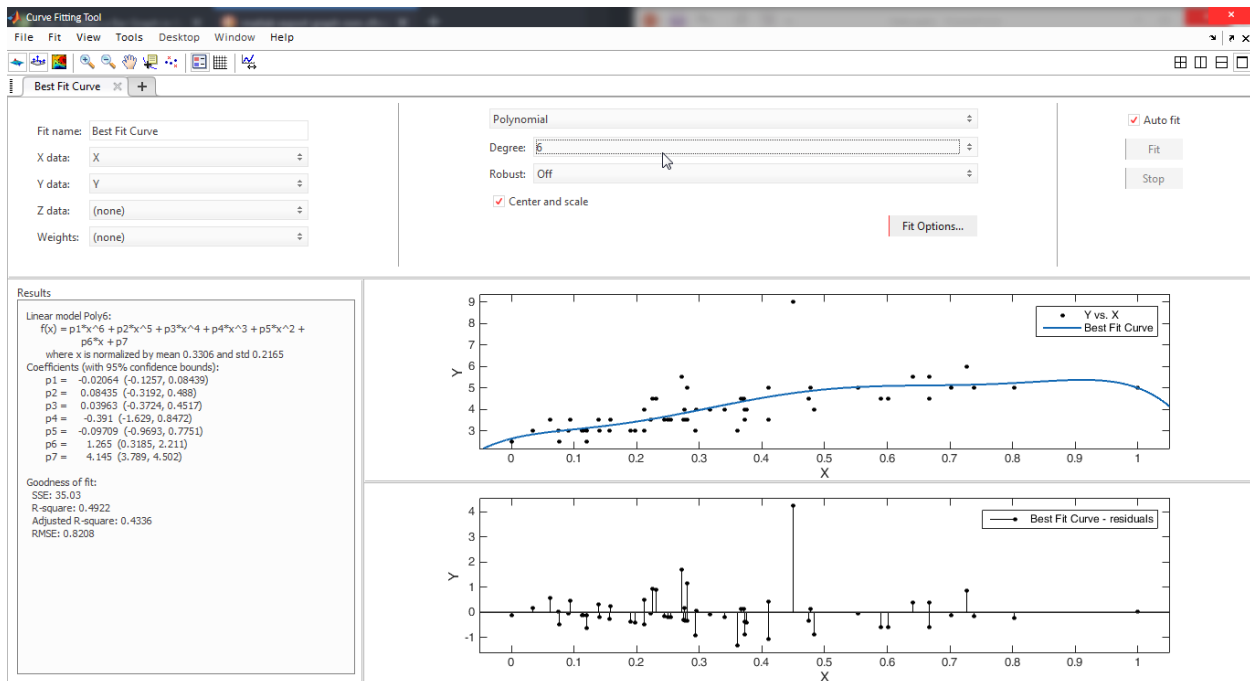 Curve Fitting Tool
File Fit View Tools Desktop Window Help
Best Fit Curve
Fit name: Best Fit Curve
X data: X
Y data: Y
Z data: (none)
Weights: (none)
Polynomial
Degree: 6
Robust: Off
Center and scale
Fit Options...
Auto fit
Fit
Stop
Results
Linear model Poly6:
f(x) = p1*x^6 + p2*x^5 + p3*x^4 + p4*x^3 + p5*x^2 +
p6*x + p7
where x is normalized by mean 0.3306 and std 0.2165
Coefficients (with 95% confidence bounds):
p1 = -0.02064 (-0.1257, 0.08439)
p2 = 0.08435 (-0.3192, 0.488)
p3 = 0.03963 (-0.3724, 0.4517)
p4 = -0.391 (-1.629, 0.8472)
p5 = -0.09709 (-0.9693, 0.7751)
p6 = 1.265 (0.3185, 2.211)
p7 = 4.145 (3.789, 4.502)
Goodness of fit:
SSE: 35.03
R-square: 0.4922
Adjusted R-square: 0.4336
RMSE: 0.8208
9
8
7
6
5
4
3
Y
0 0.1 0.2 0.3 0.4 0.5 0.6 0.7 0.8 0.9 1
X
Y vs. X
Best Fit Curve
4
3
2
1
0
-1
Y
0 0.1 0.2 0.3 0.4 0.5 0.6 0.7 0.8 0.9 1
X
Best Fit Curve - residuals